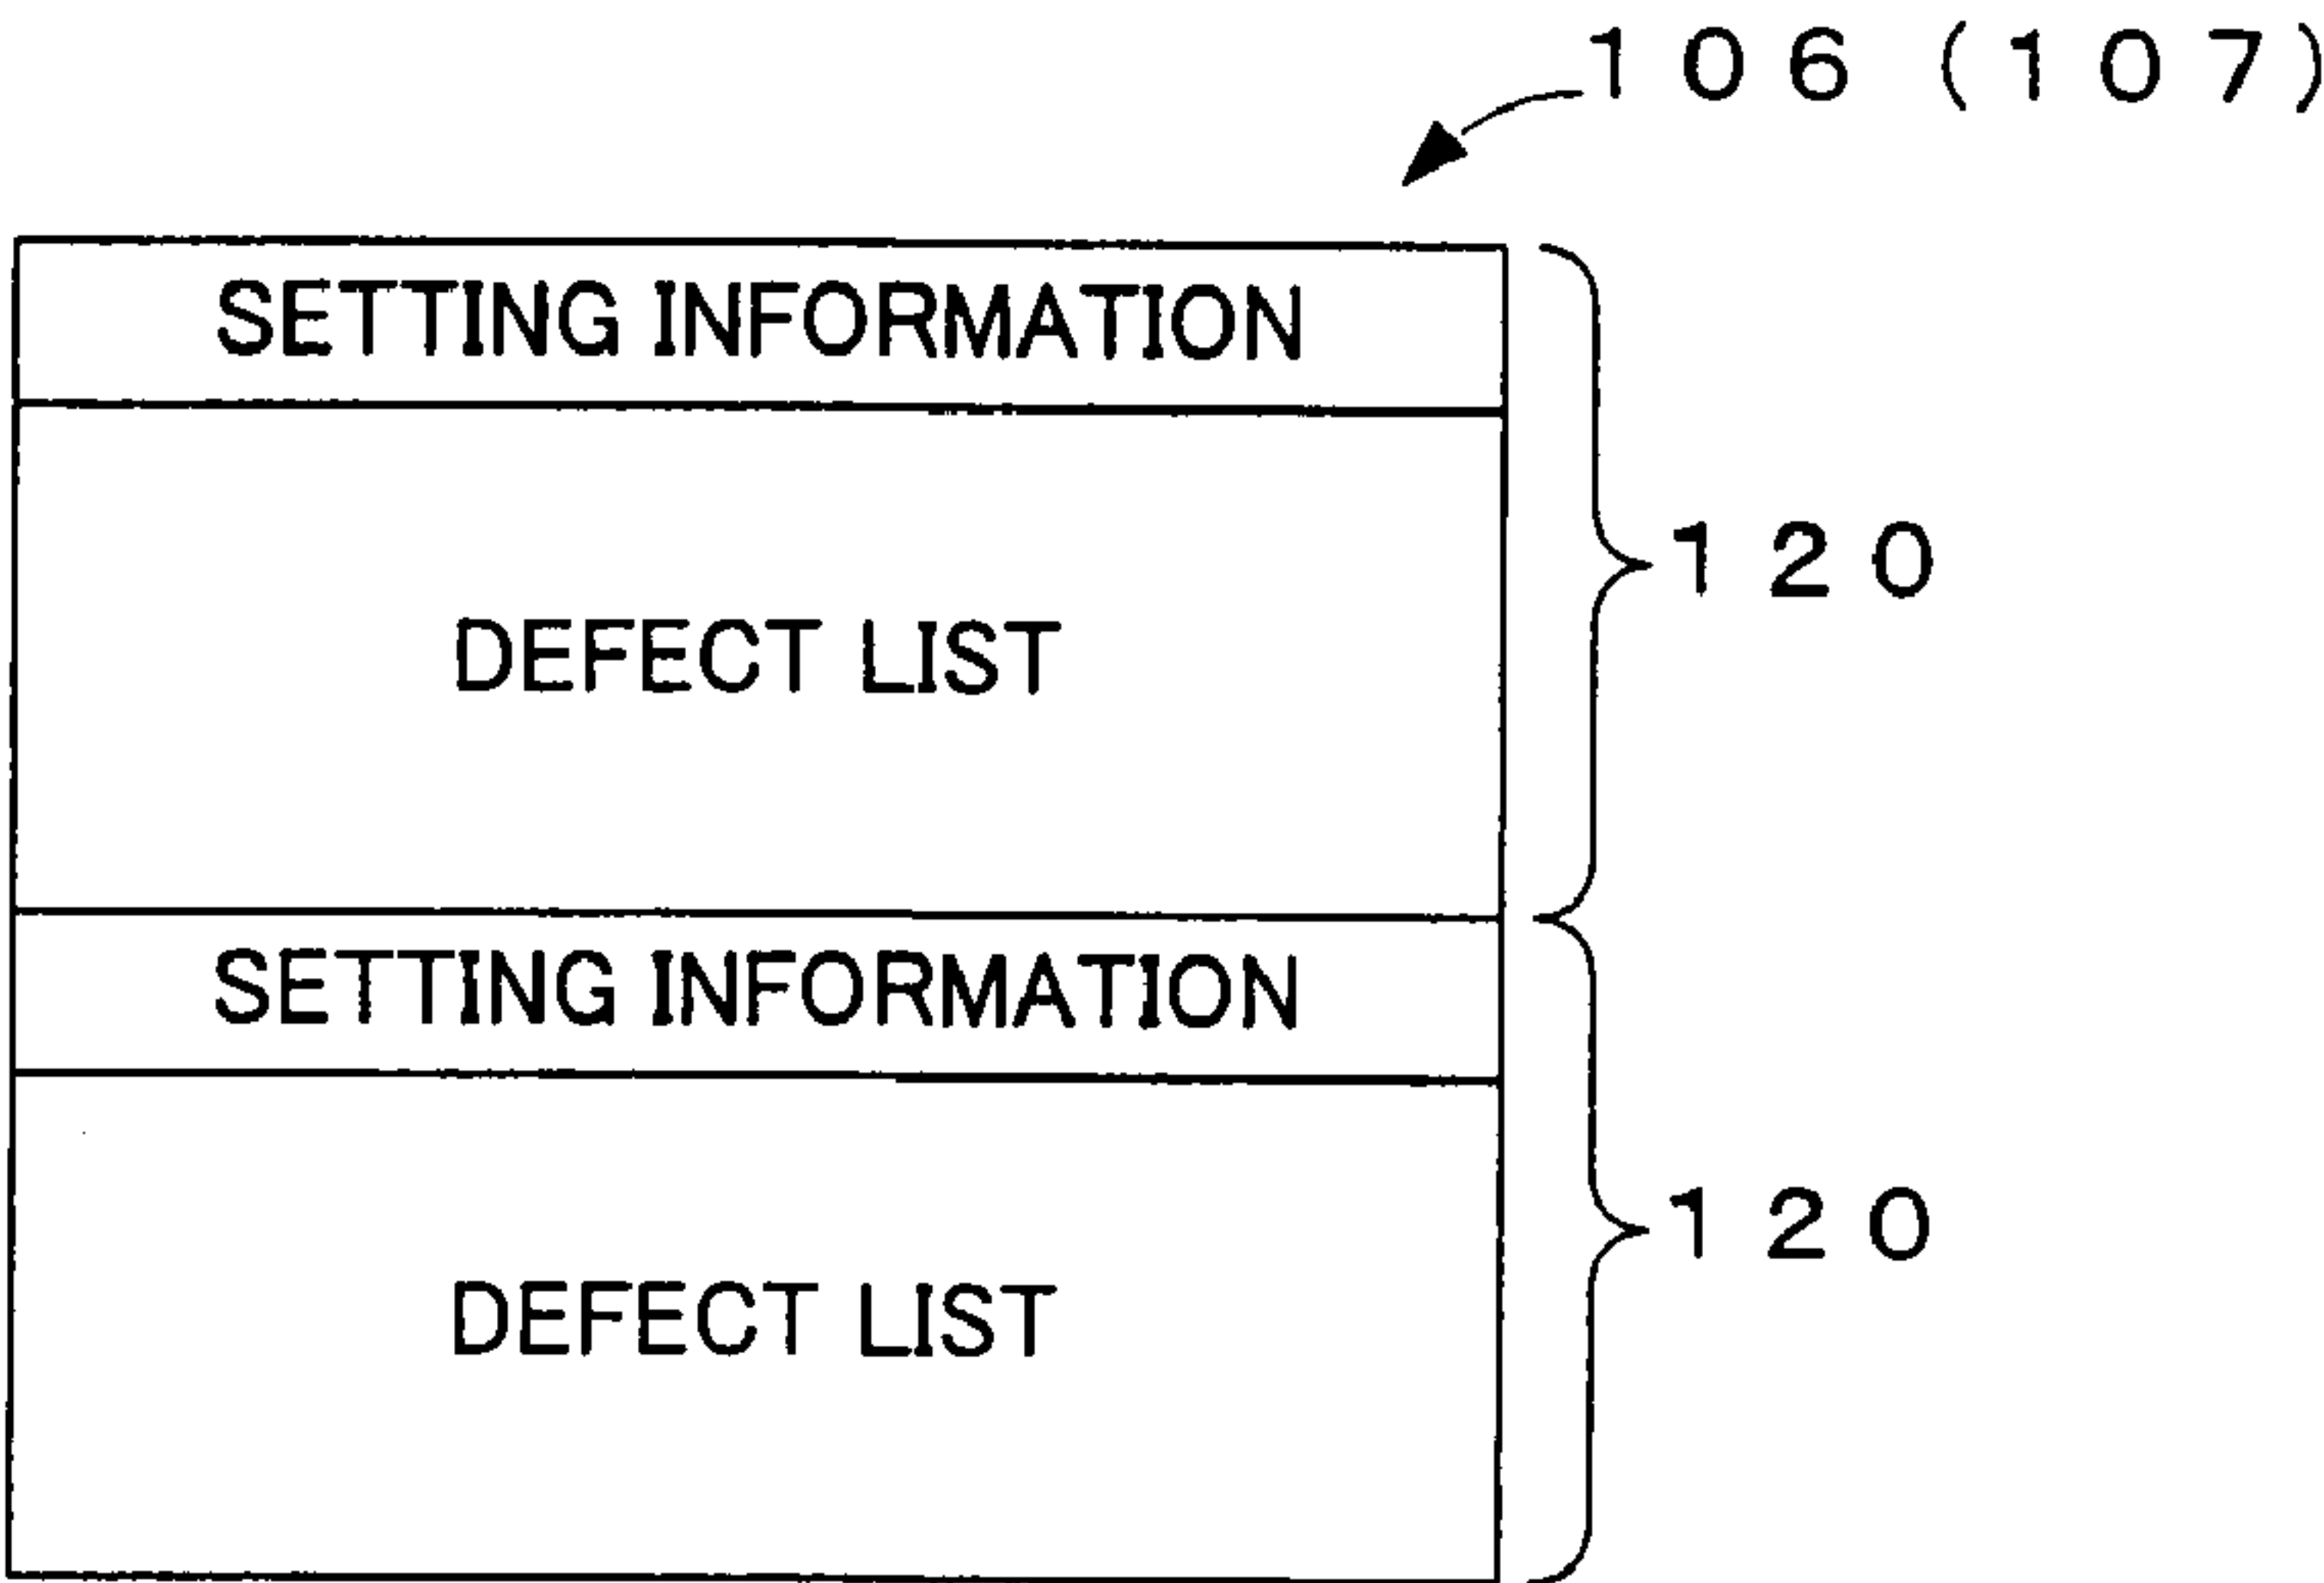 106 (107)
SETTING INFORMATION
DEFECT LIST
120
SETTING INFORMATION
DEFECT LIST
120